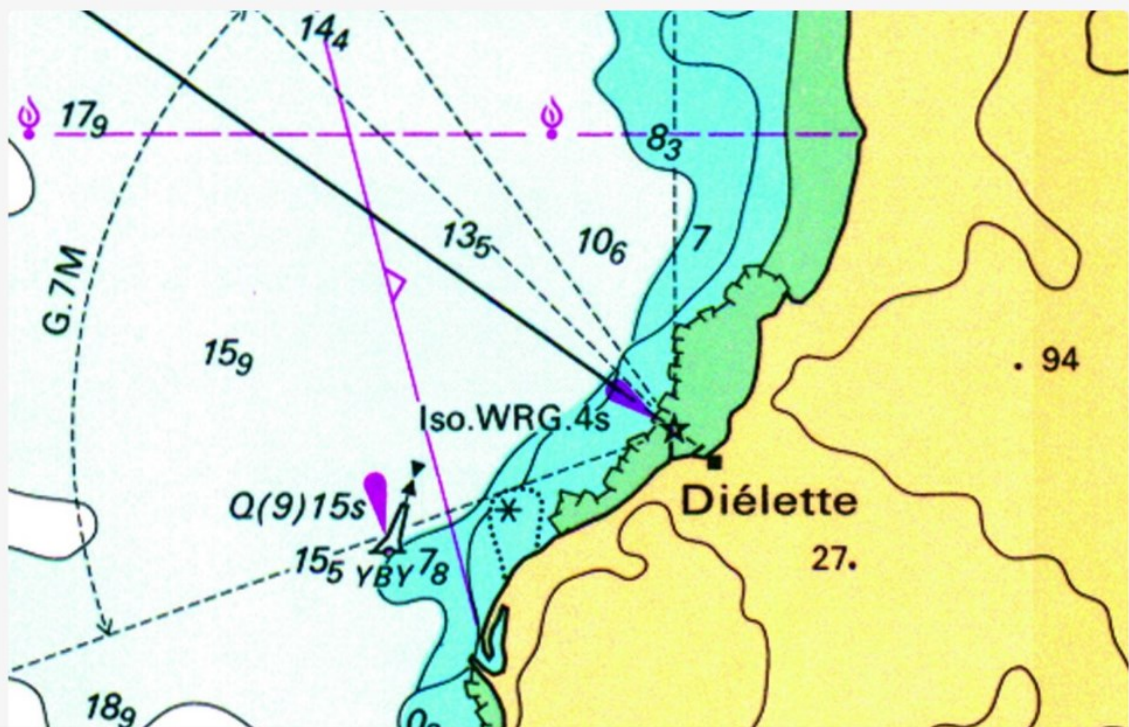 14₄
17₉
8₃
13₅
10₆
7
G.7M
15₉
94
Iso.WRG.4s
Q(9)15s
Diélette
15₅
YBY
7₈
27.
18₉